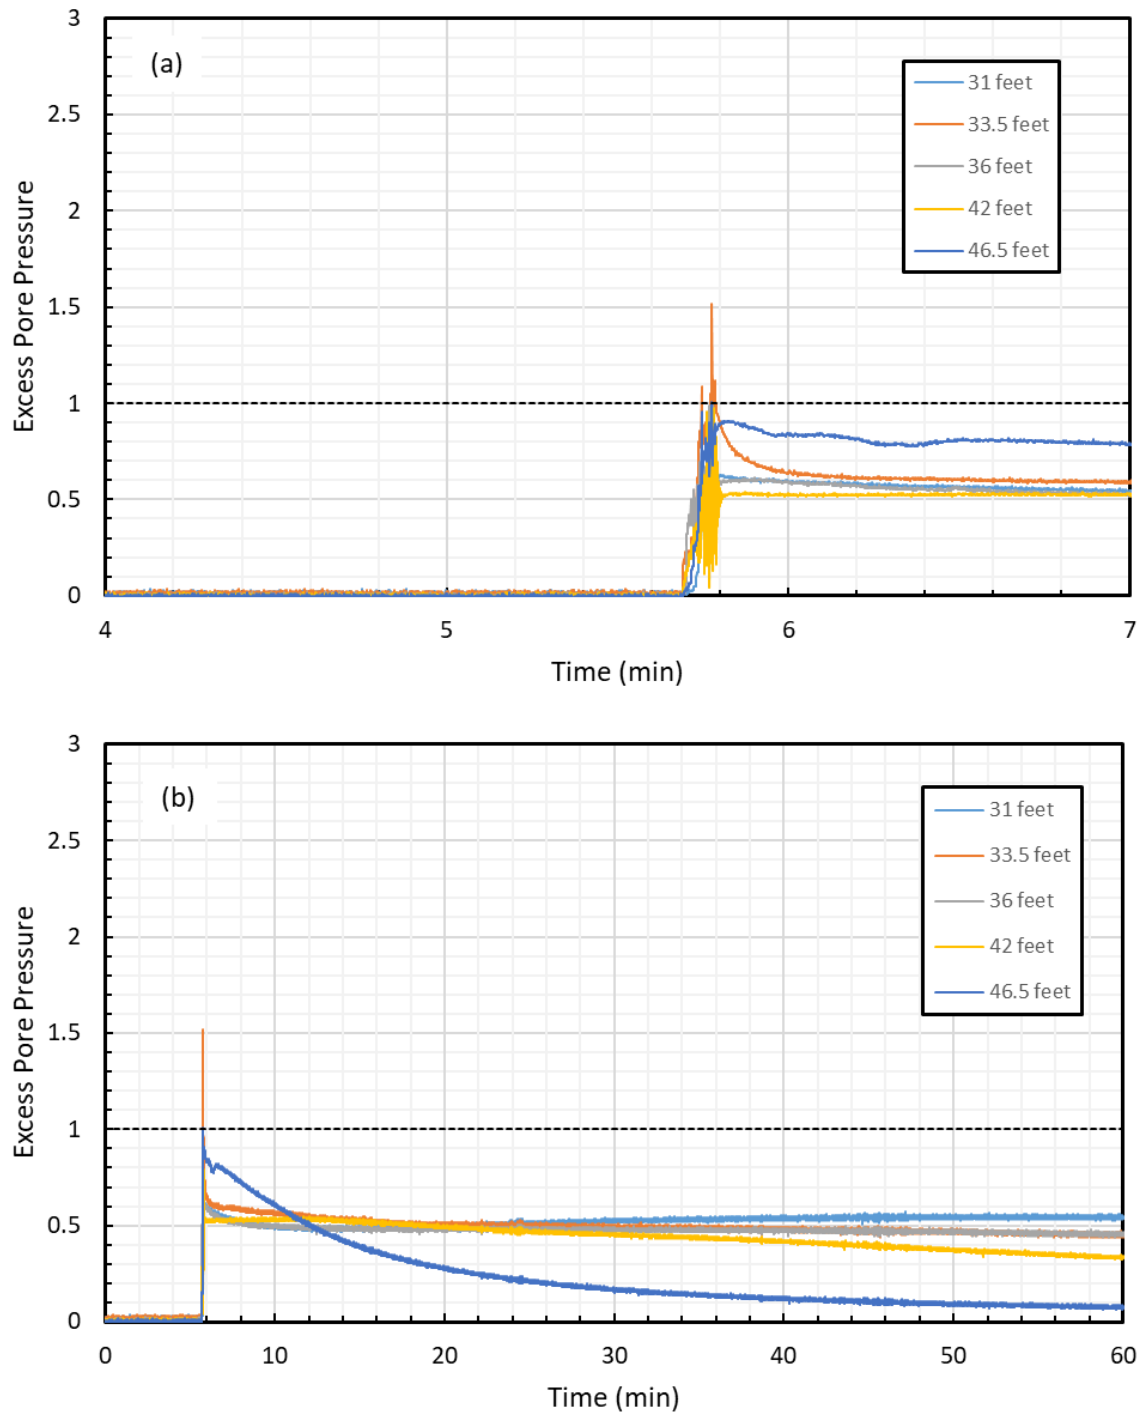 3
(a)
2.5
2
1.5
1
0.5
0
Excess Pore Pressure
31 feet
33.5 feet
36 feet
42 feet
46.5 feet
4 5 6 7
Time (min)
3
(b)
2.5
2
1.5
1
0.5
0
Excess Pore Pressure
31 feet
33.5 feet
36 feet
42 feet
46.5 feet
0 10 20 30 40 50 60
Time (min)